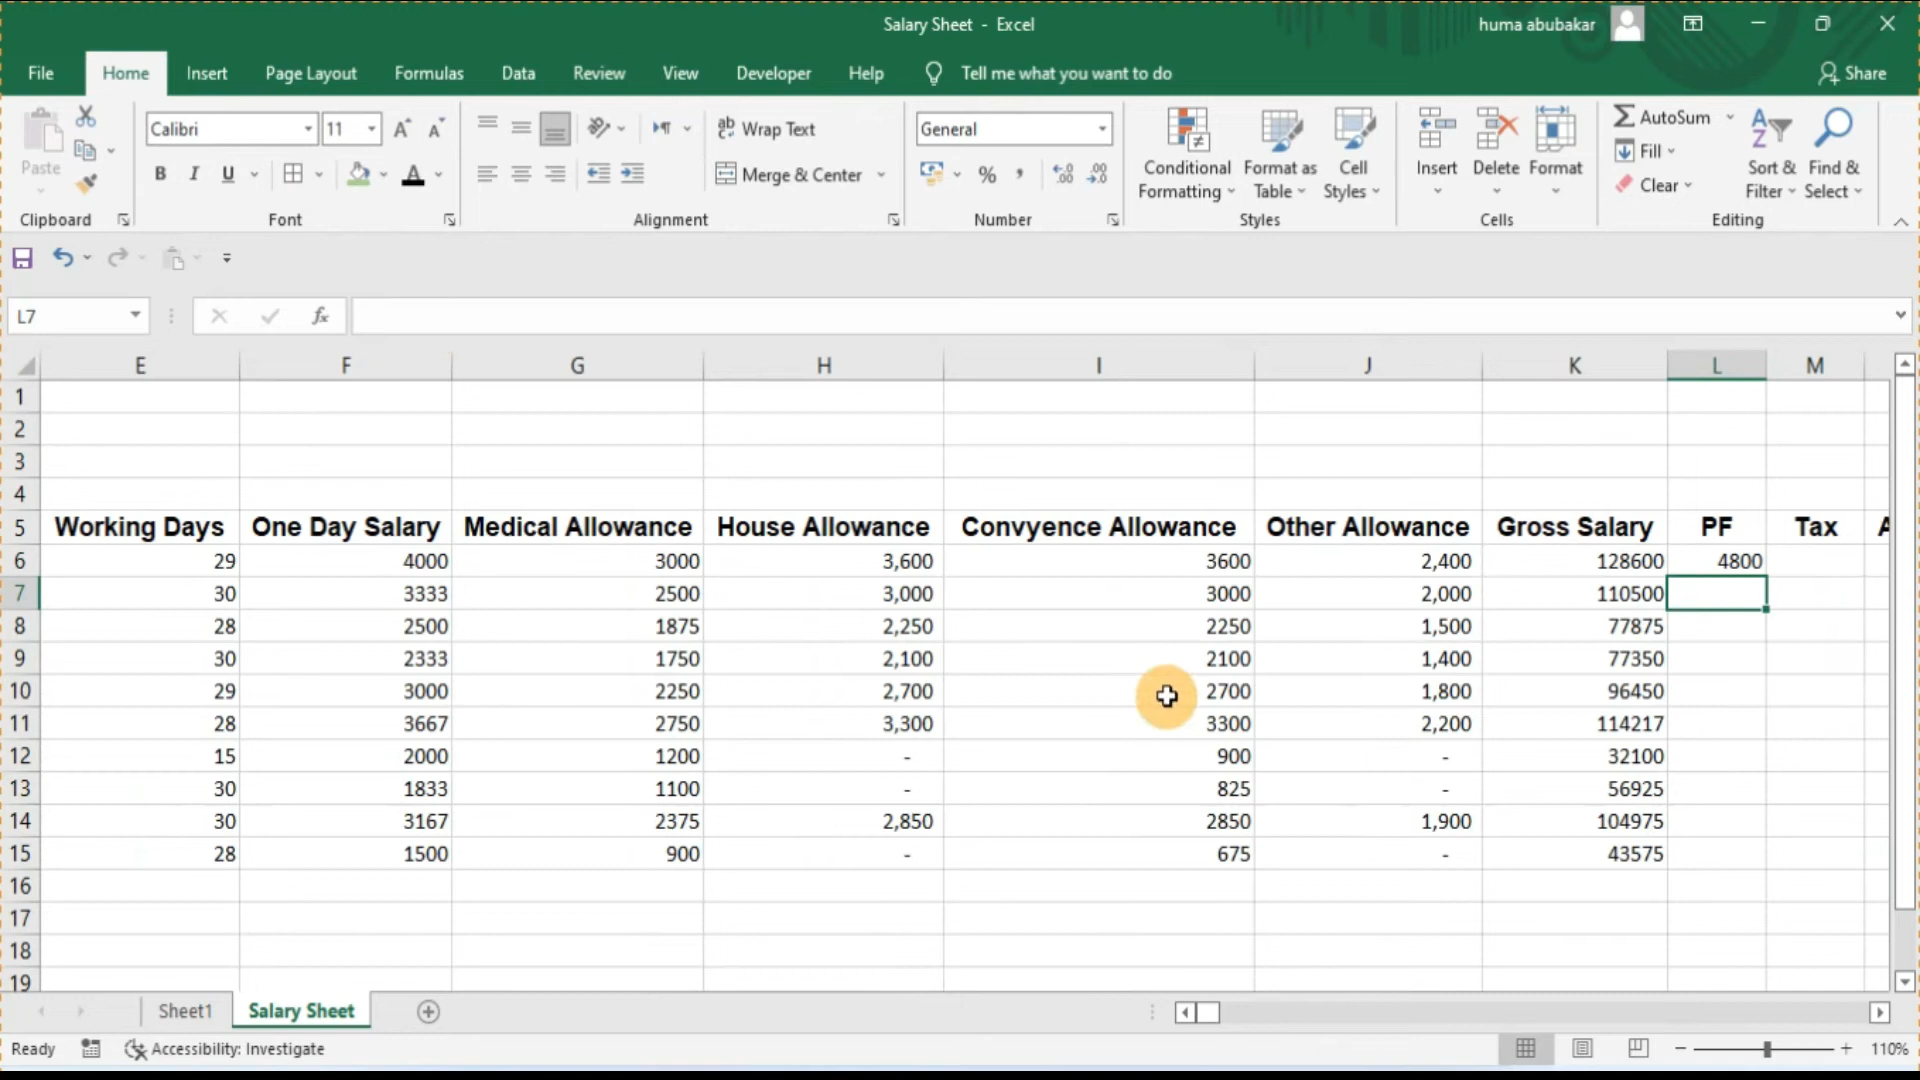 Salary Sheet - Excel
huma abubakar
File Home Insert Page Layout Formulas Data Review View Developer Help Tell me what you want to do Share
Paste
Clipboard
Calibri 11
B I U A
Font
Wrap Text
Merge & Center
Alignment
General
% ,
Number
Conditional Formatting
Format as Table
Cell Styles
Styles
Insert Delete Format
Cells
AutoSum
Fill
Clear
Sort & Filter
Find & Select
Editing
L7 fx
E F G H I J K L M
1
2
3
4
5 Working Days One Day Salary Medical Allowance House Allowance Convyence Allowance Other Allowance Gross Salary PF Tax
6 29 4000 3000 3,600 3600 2,400 128600 4800
7 30 3333 2500 3,000 3000 2,000 110500
8 28 2500 1875 2,250 2250 1,500 77875
9 30 2333 1750 2,100 2100 1,400 77350
10 29 3000 2250 2,700 2700 1,800 96450
11 28 3667 2750 3,300 3300 2,200 114217
12 15 2000 1200 - 900 - 32100
13 30 1833 1100 - 825 - 56925
14 30 3167 2375 2,850 2850 1,900 104975
15 28 1500 900 - 675 - 43575
16
17
18
19
Sheet1 Salary Sheet
Ready Accessibility: Investigate 110%